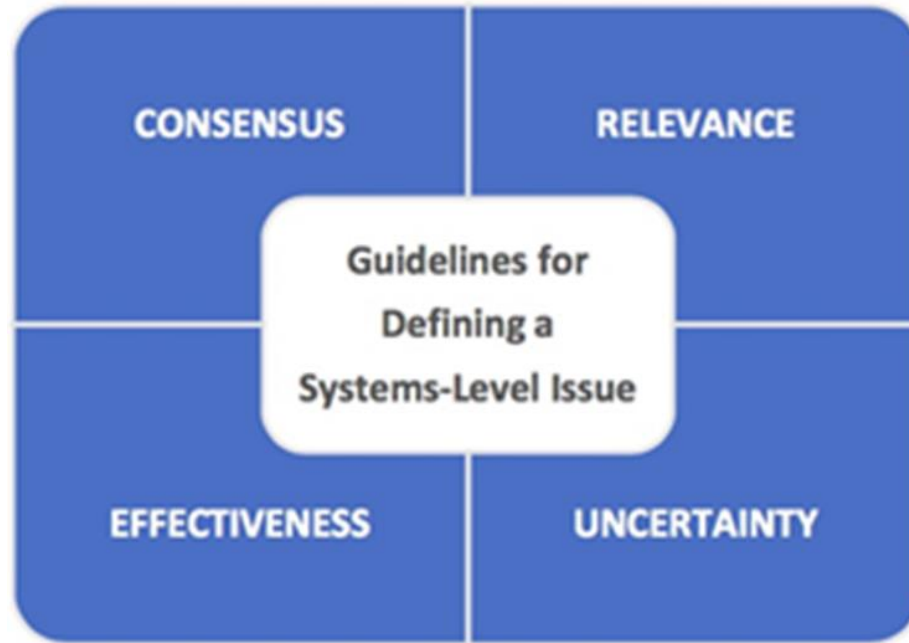 CONSENSUS
RELEVANCE
Guidelines for
Defining a
Systems-Level Issue
EFFECTIVENESS
UNCERTAINTY